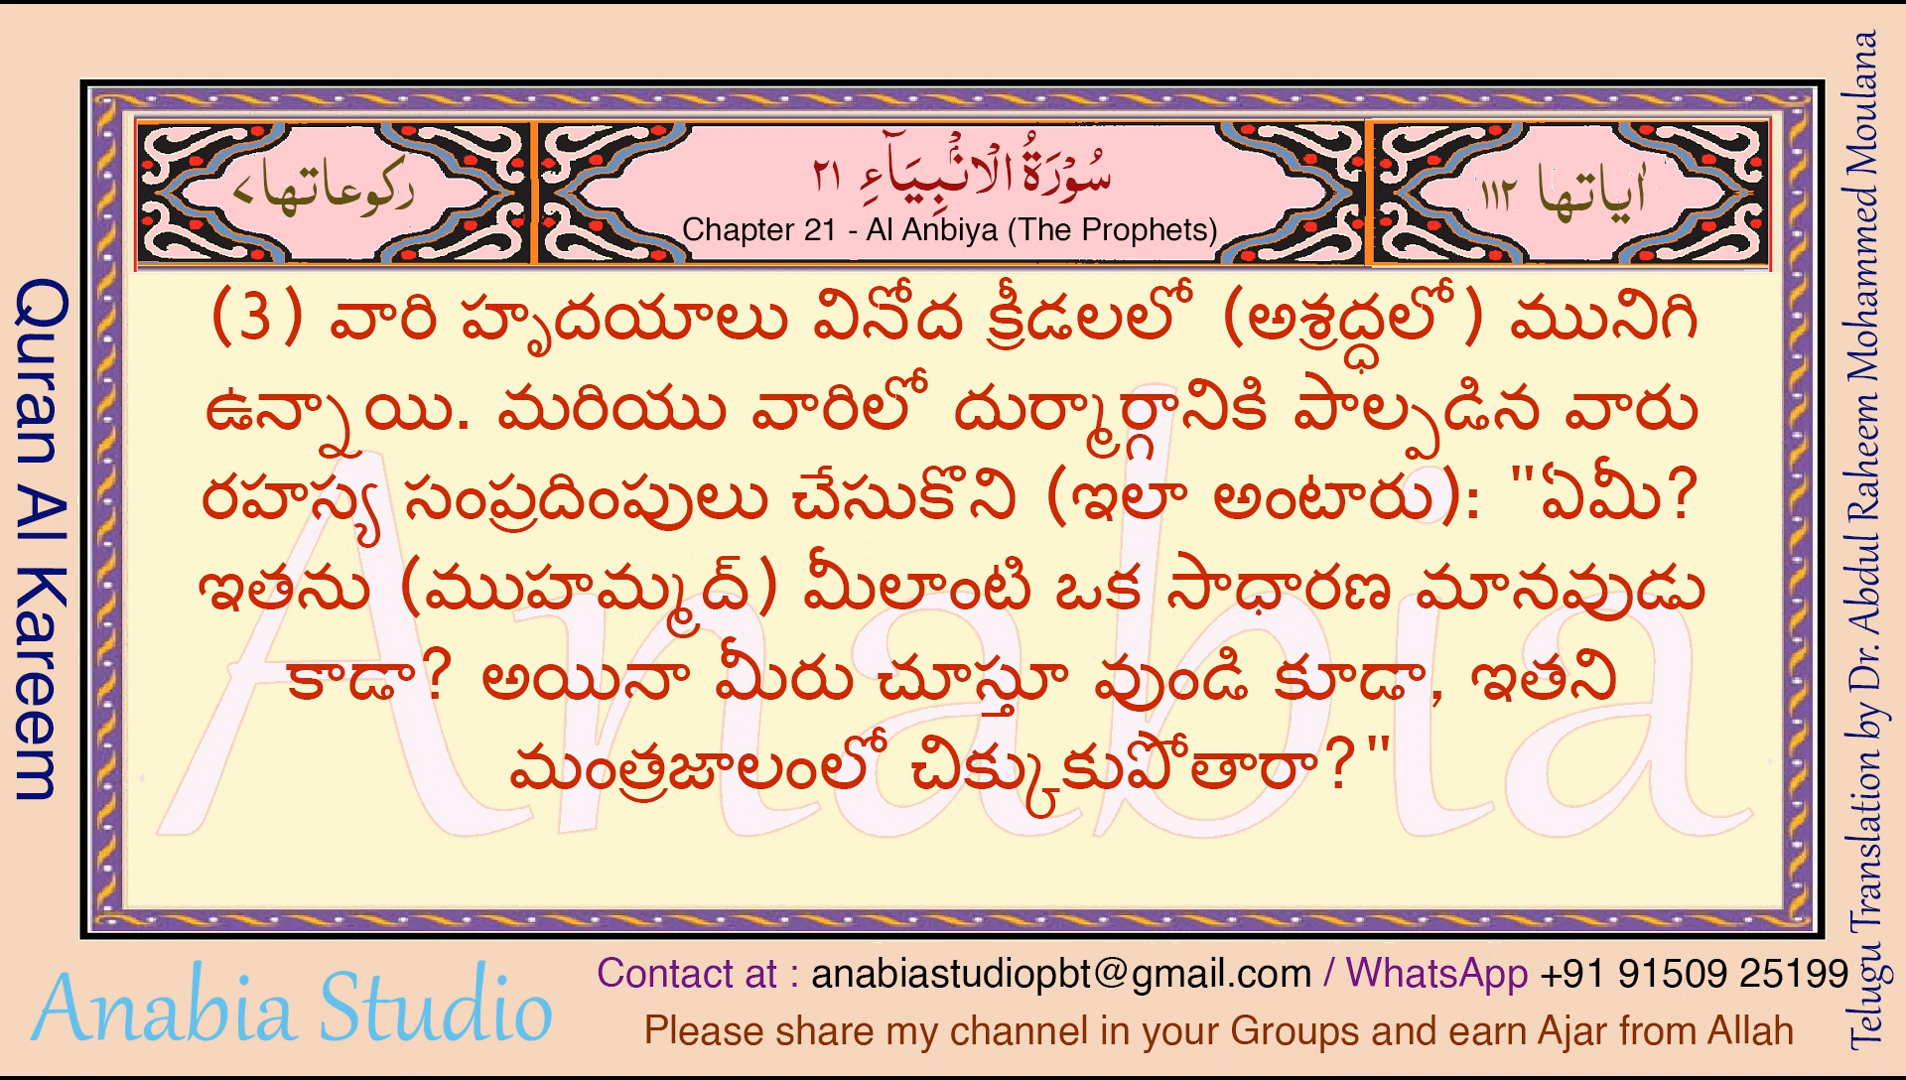 رکوعاتها ٧
سُوْرَةُ الْاَنْۢبِيَآءِ ٢١
اٰیاتها ١١٢
Chapter 21 - Al Anbiya (The Prophets)
(3) వారి హృదయాలు వినోద క్రీడలలో (అశ్రద్ధలో) మునిగి
ఉన్నాయి. మరియు వారిలో దుర్మార్గానికి పాల్పడిన వారు
రహస్య సంప్రదింపులు చేసుకొని (ఇలా అంటారు): "ఏమీ?
ఇతను (ముహమ్మద్) మీలాంటి ఒక సాధారణ మానవుడు
కాడా? అయినా మీరు చూస్తూ వుండి కూడా, ఇతని
మంత్రజాలంలో చిక్కుకుపోతారా?"
Anabia
Quran Al Kareem
Telugu Translation by Dr. Abdul Raheem Mohammed Moulana
Anabia Studio
Contact at : anabiastudiopbt@gmail.com / WhatsApp +91 91509 25199
Please share my channel in your Groups and earn Ajar from Allah